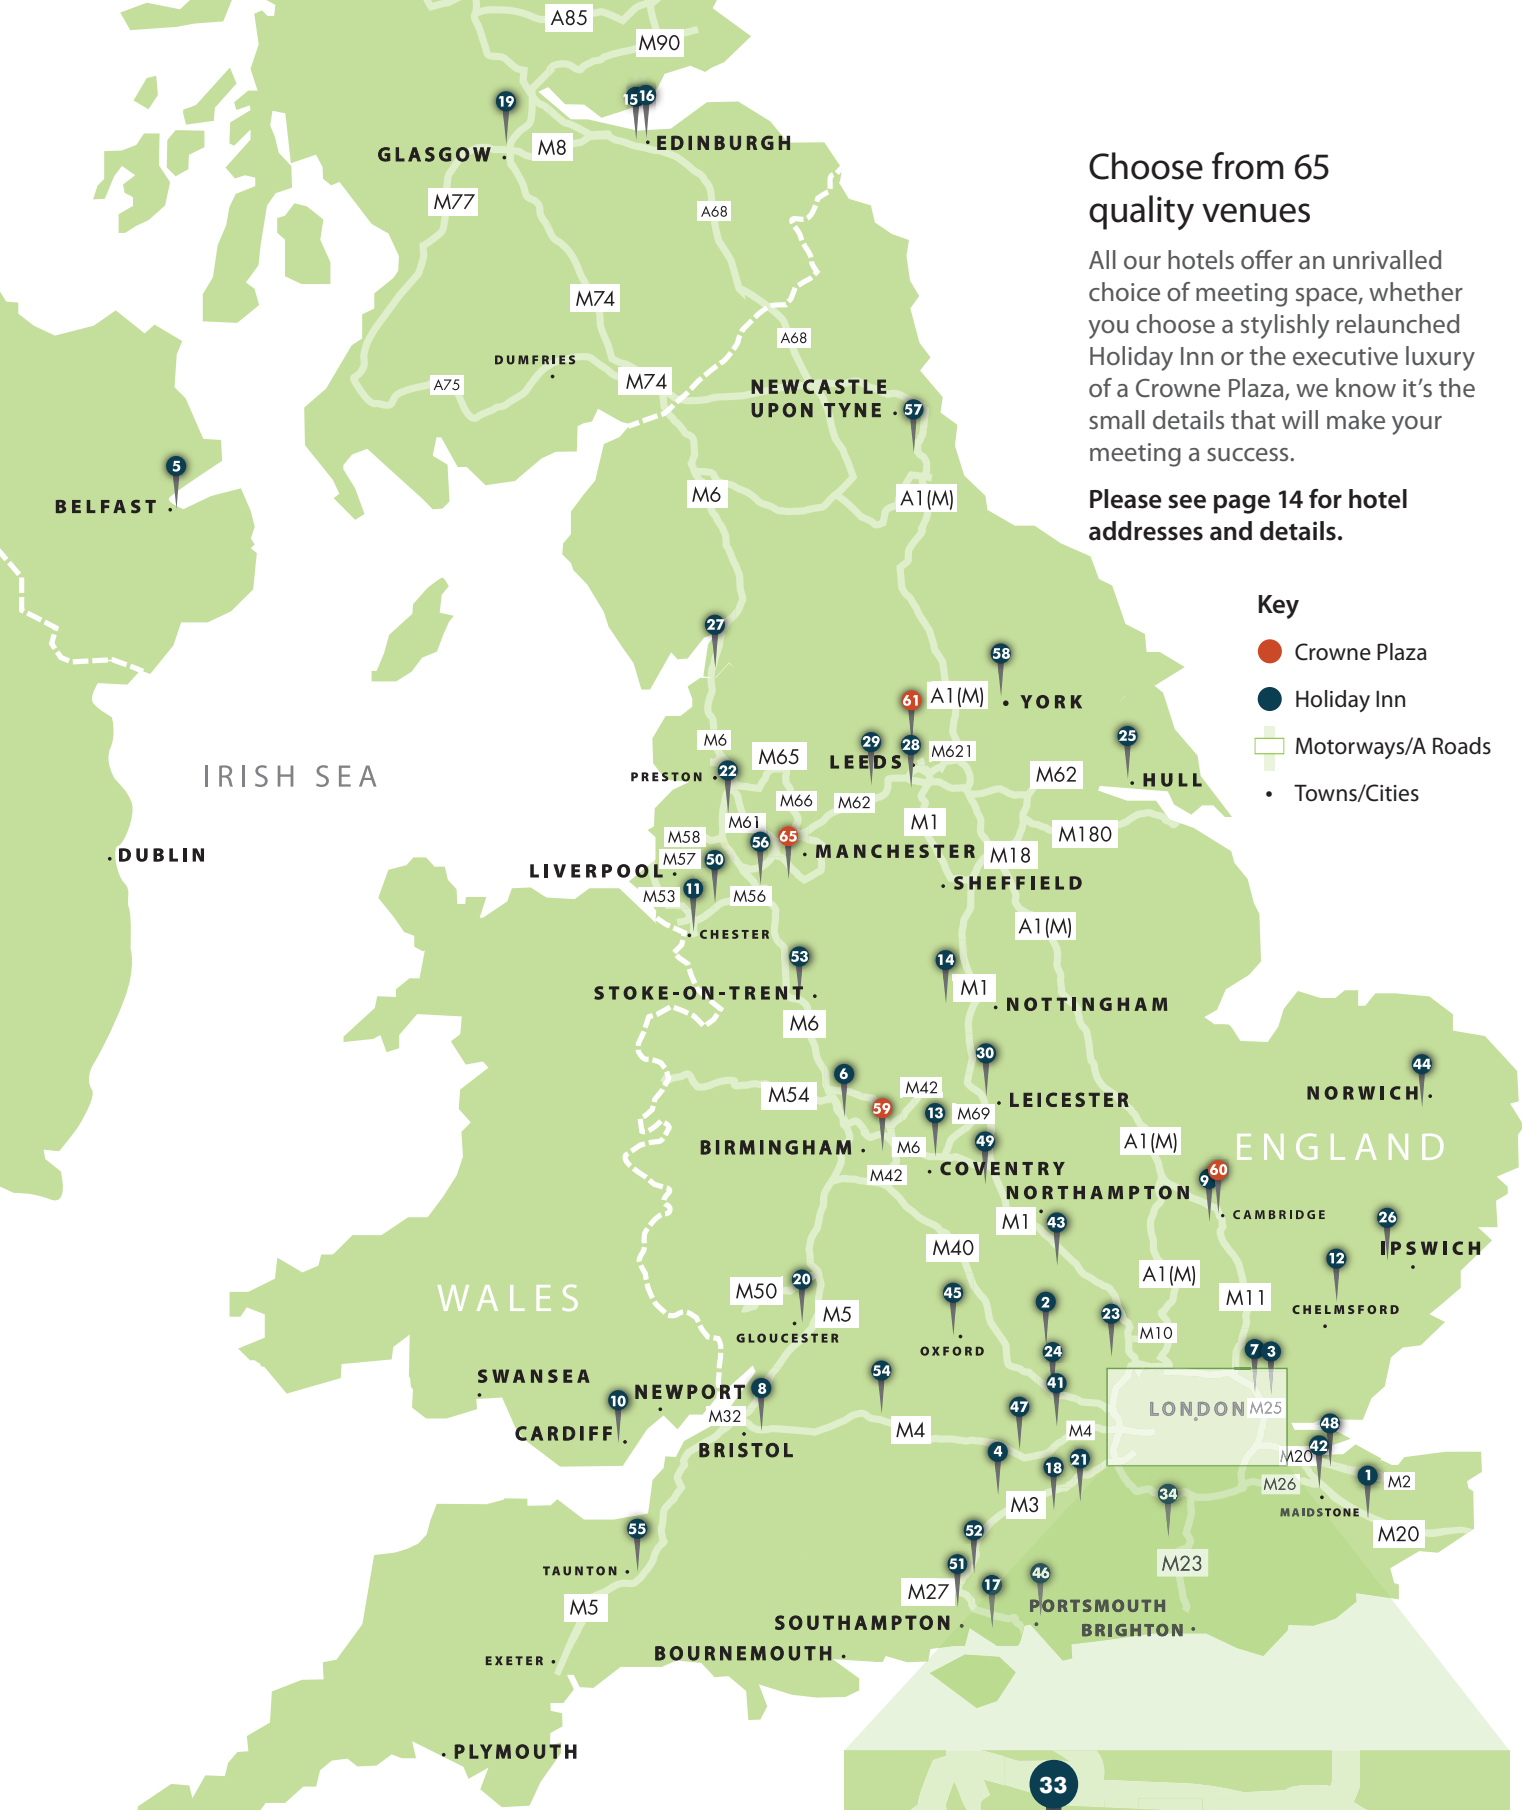 A85
M90
19
15
16
GLASGOW
M8
EDINBURGH
M77
A68
Choose from 65
quality venues
All our hotels offer an unrivalled
choice of meeting space, whether
you choose a stylishly relaunched
Holiday Inn or the executive luxury
of a Crowne Plaza, we know it's the
small details that will make your
meeting a success.
Please see page 14 for hotel
addresses and details.
Key
Crowne Plaza
Holiday Inn
Motorways/A Roads
Towns/Cities
M74
A68
DUMFRIES
A75
M74
NEWCASTLE
UPON TYNE
57
5
BELFAST
M6
A1(M)
27
58
61
A1(M)
YORK
M6
M65
29
28
M621
LEEDS
25
IRISH SEA
PRESTON
22
M62
HULL
M66
M62
M61
M1
M180
M58
56
65
DUBLIN
M57
50
MANCHESTER
M18
LIVERPOOL
11
M53
M56
SHEFFIELD
CHESTER
A1(M)
53
14
STOKE-ON-TRENT
M1
NOTTINGHAM
M6
30
6
44
M54
M42
NORWICH
59
13
M69
LEICESTER
BIRMINGHAM
M6
49
A1(M)
ENGLAND
M42
COVENTRY
9
60
NORTHAMPTON
CAMBRIDGE
M1
43
26
M40
IPSWICH
12
WALES
M50
20
45
2
A1(M)
M11
M5
23
CHELMSFORD
GLOUCESTER
M10
OXFORD
24
7
3
SWANSEA
54
41
NEWPORT
8
10
47
LONDON
M25
M32
CARDIFF
M4
M4
48
BRISTOL
4
42
M20
18
21
1
M2
M26
34
M3
MAIDSTONE
55
52
M20
TAUNTON
51
M23
M27
17
46
M5
PORTSMOUTH
SOUTHAMPTON
BRIGHTON
BOURNEMOUTH
EXETER
PLYMOUTH
33